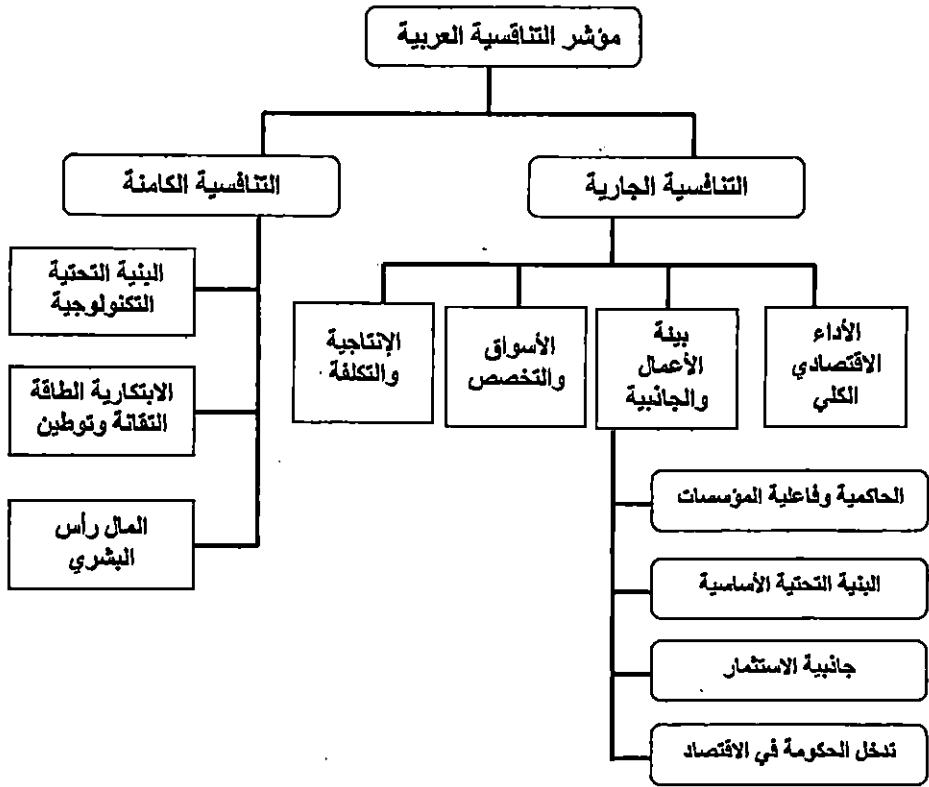 مؤشر التنافسية العربية
التنافسية الجارية
التنافسية الكامنة
الأداء
الاقتصادي
الكلي
بيئة
الأعمال
والجاذبية
الأسواق
والتخصص
الإنتاجية
والتكلفة
الحاكمية وفاعلية المؤسسات
البنية التحتية الأساسية
جاذبية الاستثمار
تدخل الحكومة في الاقتصاد
البنية التحتية
التكنولوجية
الابتكارية الطاقة
التقانة وتوطين
المال رأس
البشري